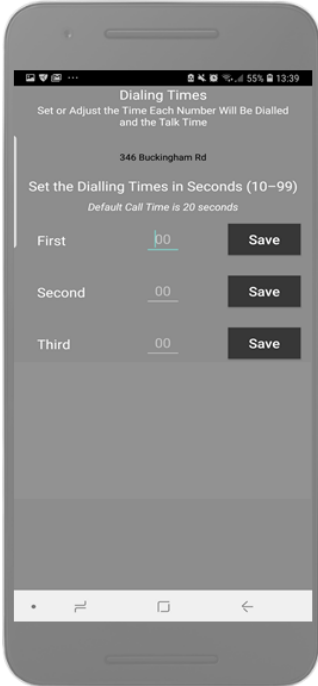 55% 13:39
Dialing Times
Set or Adjust the Time Each Number Will Be Dialled
and the Talk Time
346 Buckingham Rd
Set the Dialling Times in Seconds (10–99)
Default Call Time is 20 seconds
First 00 Save
Second 00 Save
Third 00 Save